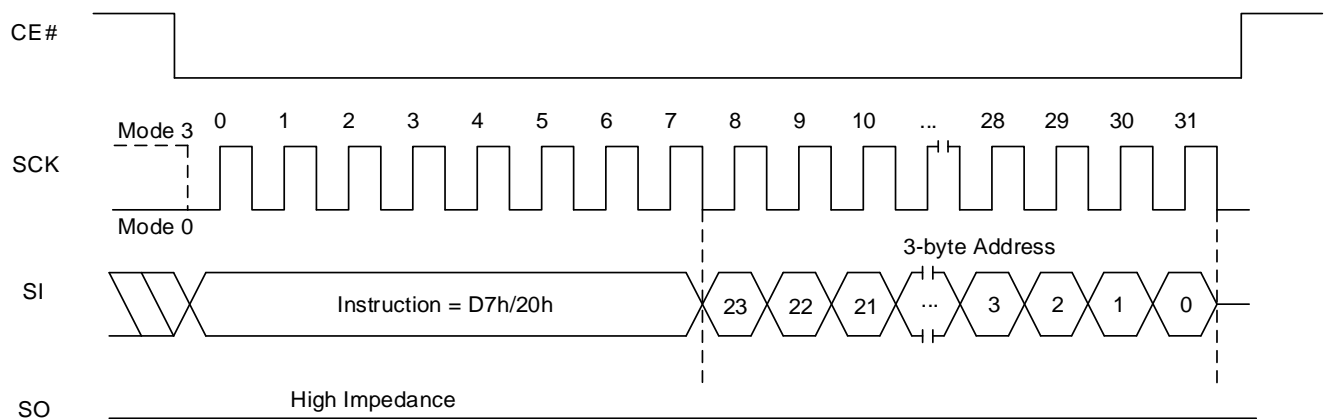 CE#
0 1 2 3 4 5 6 7 8 9 10 ... 28 29 30 31
Mode 3
SCK
Mode 0
3-byte Address
SI
Instruction = D7h/20h 23 22 21 ... 3 2 1 0
High Impedance
SO